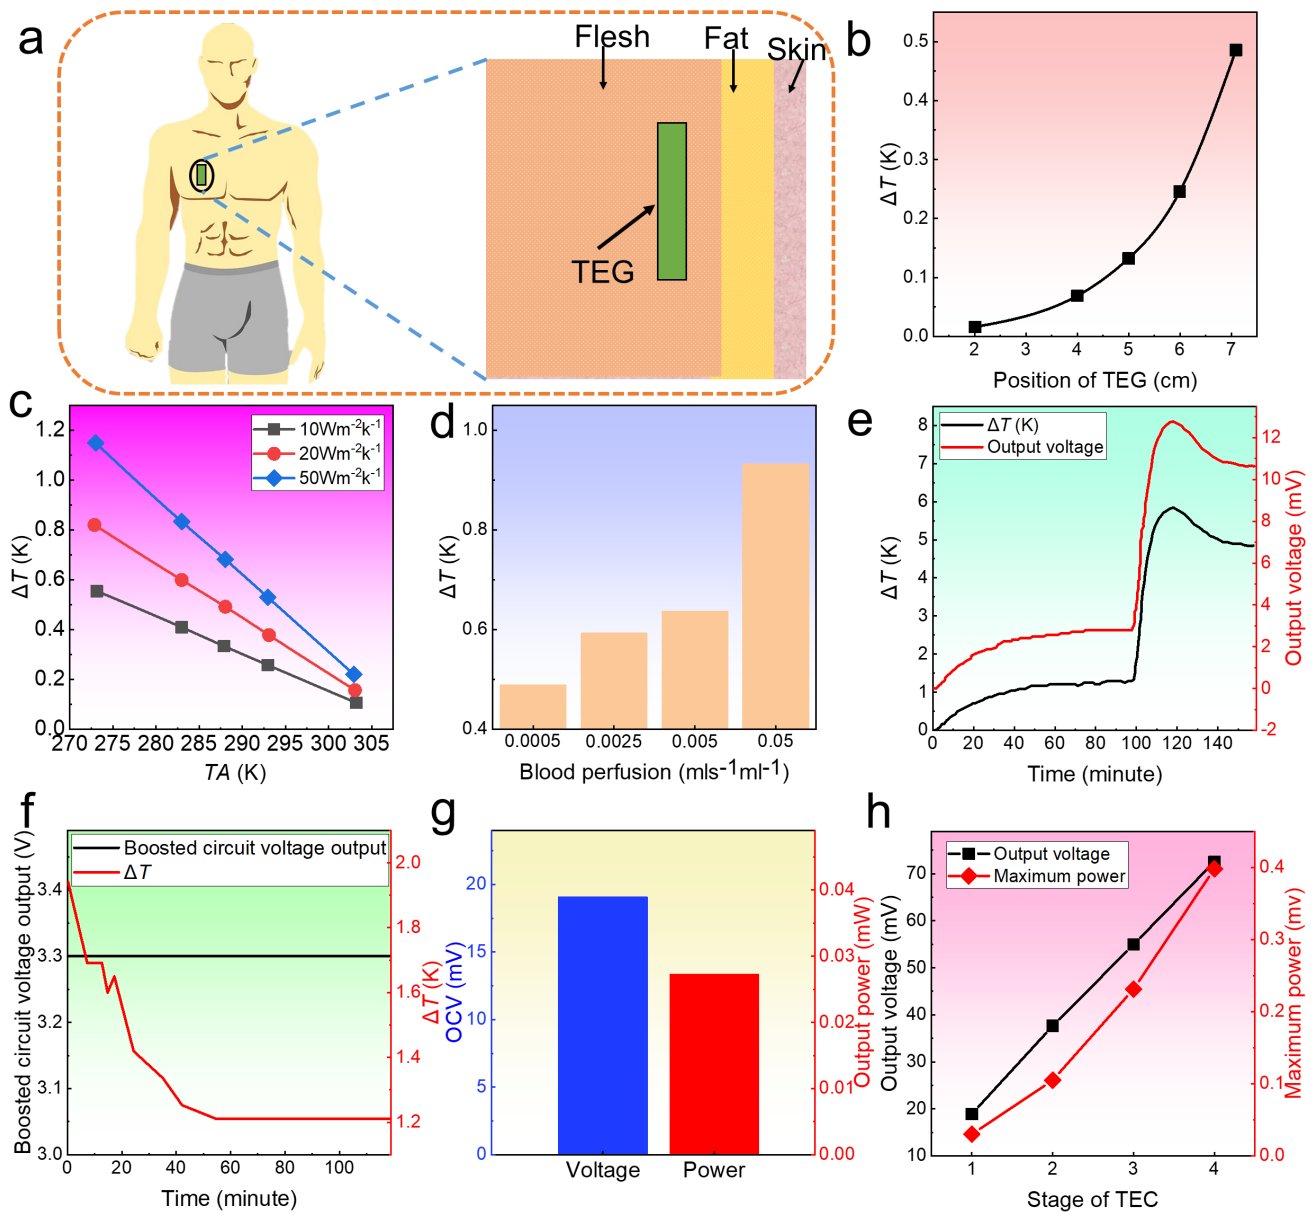 a
Flesh
Fat
Skin
TEG
b
ΔT (K)
0.5
0.4
0.3
0.2
0.1
0.0
2 3 4 5 6 7
Position of TEG (cm)
c
ΔT (K)
1.2
1.0
0.8
0.6
0.4
0.2
0.0
10Wm-2k-1
20Wm-2k-1
50Wm-2k-1
270 275 280 285 290 295 300 305
TA (K)
d
ΔT (K)
1.0
0.8
0.6
0.4
0.0005 0.0025 0.005 0.05
Blood perfusion (mls-1ml-1)
e
ΔT (K)
8
7
6
5
4
3
2
1
0
ΔT (K)
Output voltage
12
10
8
6
4
2
0
-2
Output voltage (mV)
0 20 40 60 80 100 120 140
Time (minute)
f
Boosted circuit voltage output (V)
3.4
3.3
3.2
3.1
3.0
Boosted circuit voltage output
ΔT
2.0
1.8
1.6
1.4
1.2
ΔT (K)
0 20 40 60 80 100
Time (minute)
g
OCV (mV)
20
15
10
5
0
0.04
0.03
0.02
0.01
0.00
Output power (mW)
Voltage Power
h
Output voltage (mV)
70
60
50
40
30
20
10
Output voltage
Maximum power
0.4
0.3
0.2
0.1
0.0
Maximum power (mv)
1 2 3 4
Stage of TEC